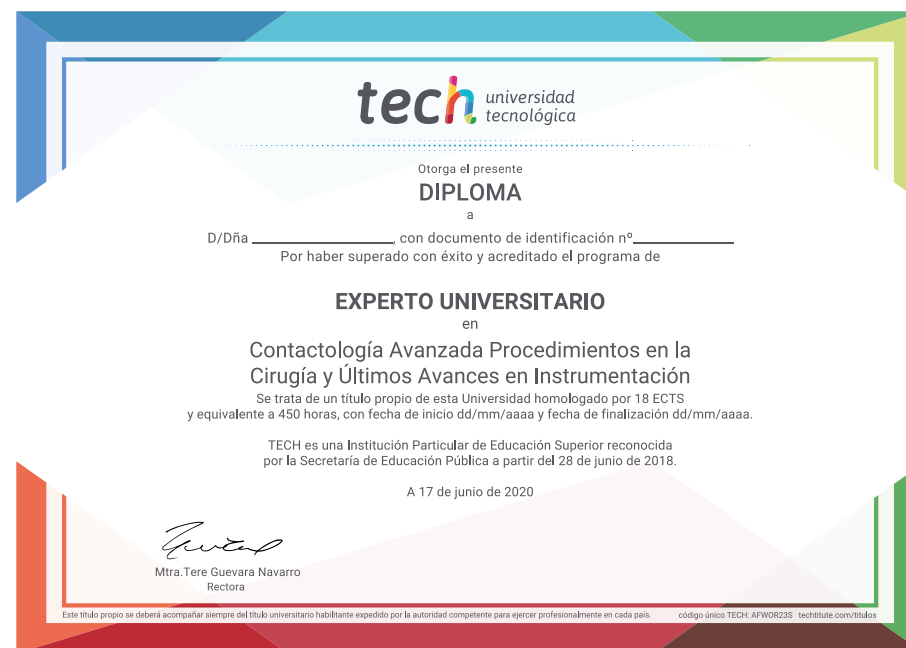 tech universidad
tecnológica
Otorga el presente
DIPLOMA
a
D/Dña ____________, con documento de identificación nº____________
Por haber superado con éxito y acreditado el programa de
EXPERTO UNIVERSITARIO
en
Contactología Avanzada Procedimientos en la
Cirugía y Últimos Avances en Instrumentación
Se trata de un título propio de esta Universidad homologado por 18 ECTS
y equivalente a 450 horas, con fecha de inicio dd/mm/aaaa y fecha de finalización dd/mm/aaaa.
TECH es una Institución Particular de Educación Superior reconocida
por la Secretaría de Educación Pública a partir del 28 de junio de 2018.
A 17 de junio de 2020
Mtra.Tere Guevara Navarro
Rectora
Este título propio se deberá acompañar siempre del título universitario habilitante expedido por la autoridad competente para ejercer profesionalmente en cada país. código único TECH: AFWOR23S techtitute.com/titulos